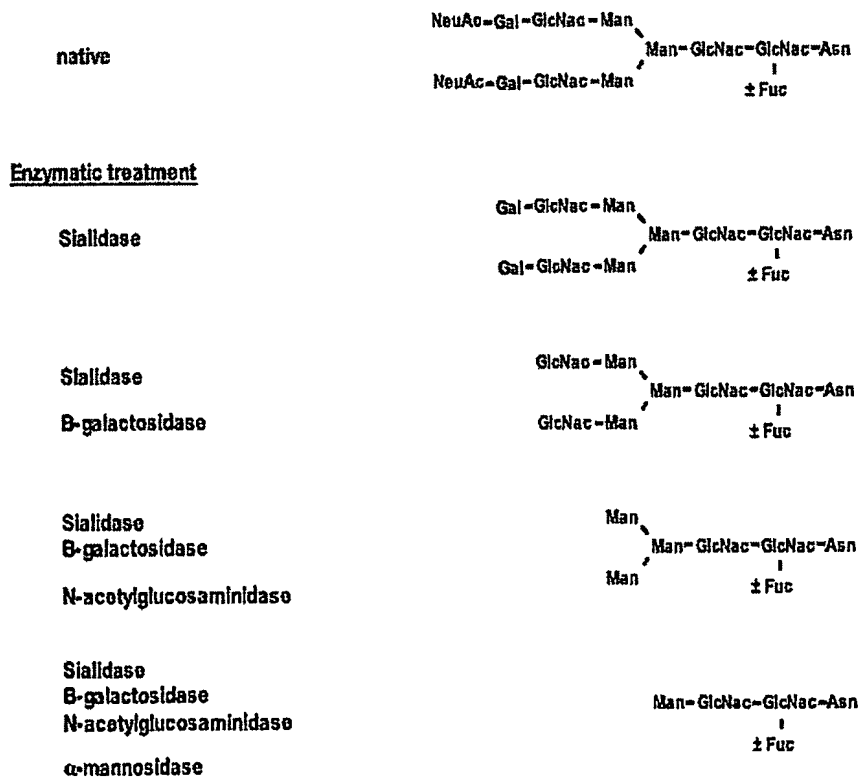 NeuAc-Gal-GlcNac-Man
native
Man-GlcNac-GlcNac-Asn
NeuAc-Gal-GlcNac-Man
± Fuc
Enzymatic treatment
Gal-GlcNac-Man
Sialidase
Man-GlcNac-GlcNac-Asn
Gal-GlcNac-Man
± Fuc
GlcNac-Man
Sialidase
Man-GlcNac-GlcNac-Asn
B-galactosidase
GlcNac-Man
± Fuc
Sialidase
Man
B-galactosidase
Man-GlcNac-GlcNac-Asn
Man
N-acetylglucosaminidase
± Fuc
Sialidase
B-galactosidase
Man-GlcNac-GlcNac-Asn
N-acetylglucosaminidase
± Fuc
α-mannosidase